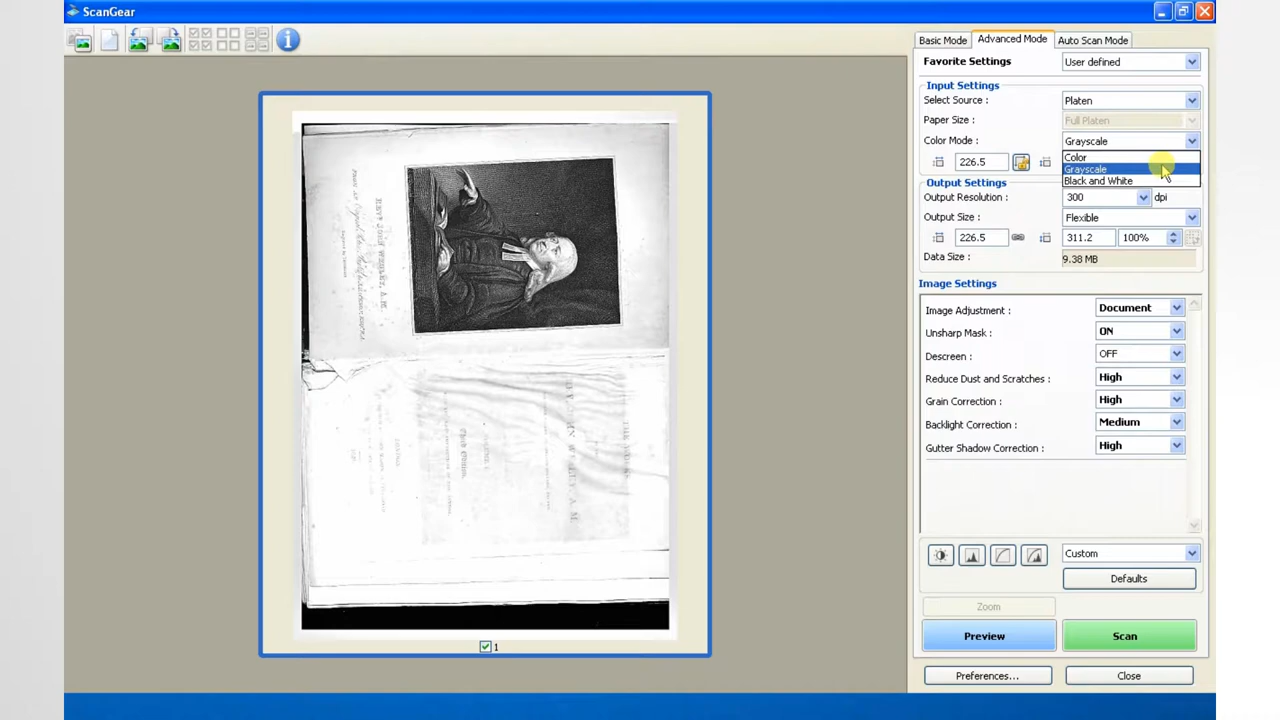 ScanGear
Basic Mode
Advanced Mode
Auto Scan Mode
Favorite Settings
User defined
Input Settings
Select Source :
Platen
Paper Size :
Full Platen
Color Mode :
Grayscale
Color
Grayscale
Black and White
226.5
Output Settings
Output Resolution :
300
dpi
Output Size :
Flexible
226.5
311.2
100%
Data Size :
9.38 MB
Image Settings
Image Adjustment :
Document
Unsharp Mask :
ON
Descreen :
OFF
Reduce Dust and Scratches :
High
Grain Correction :
High
Backlight Correction :
Medium
Gutter Shadow Correction :
High
Custom
Defaults
Zoom
Preview
Scan
Preferences...
Close
1
REVD. JOHN WESLEY, A.M.